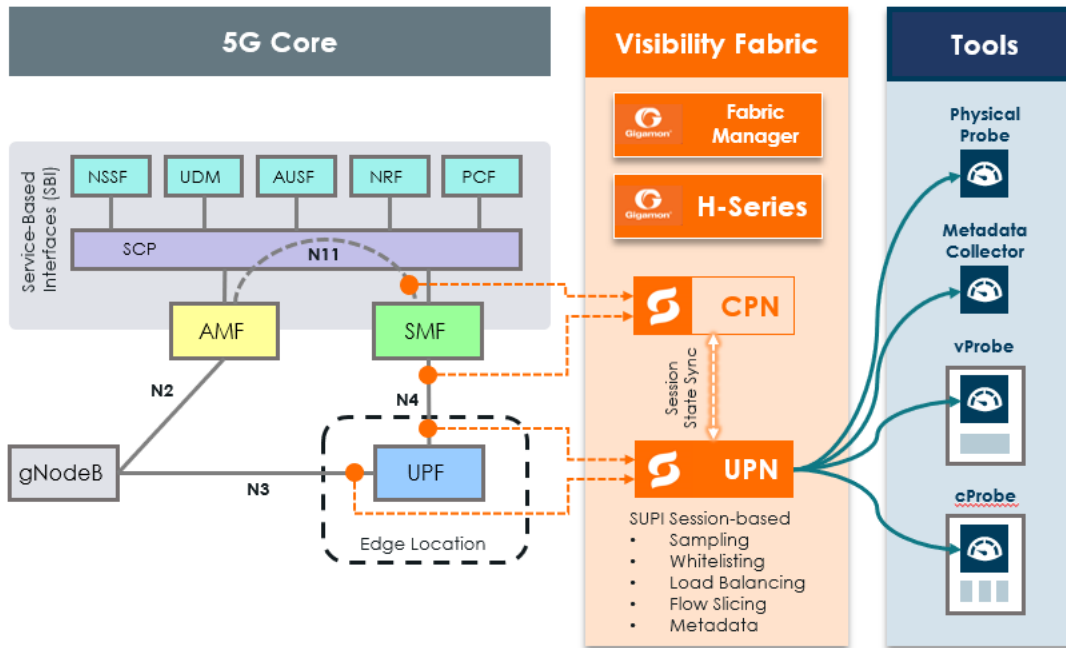 5G Core
Visibility Fabric
Tools
Service-Based
Interfaces (SBI)
NSSF
UDM
AUSF
NRF
PCF
SCP
N11
AMF
SMF
N2
N4
gNodeB
N3
UPF
Edge Location
Gigamon®
Fabric
Manager
Gigamon®
H-Series
CPN
Session
State Sync
UPN
SUPI Session-based
• Sampling
• Whitelisting
• Load Balancing
• Flow Slicing
• Metadata
Physical
Probe
Metadata
Collector
vProbe
cProbe